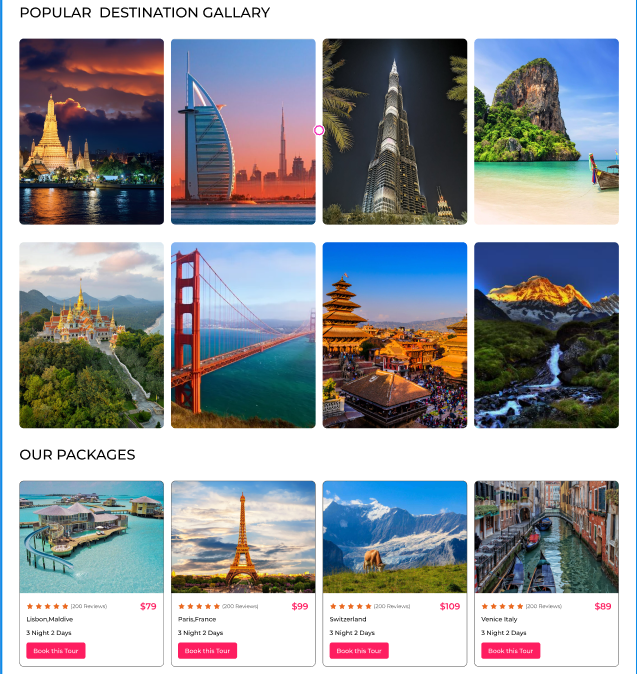 POPULAR  DESTINATION GALLARY
OUR PACKAGES
(200 Reviews) $79
Lisbon,Maldive
3 Night 2 Days
Book this Tour
(200 Reviews) $99
Paris,France
3 Night 2 Days
Book this Tour
(200 Reviews) $109
Switzerland
3 Night 2 Days
Book this Tour
(200 Reviews) $89
Venice Italy
3 Night 2 Days
Book this Tour